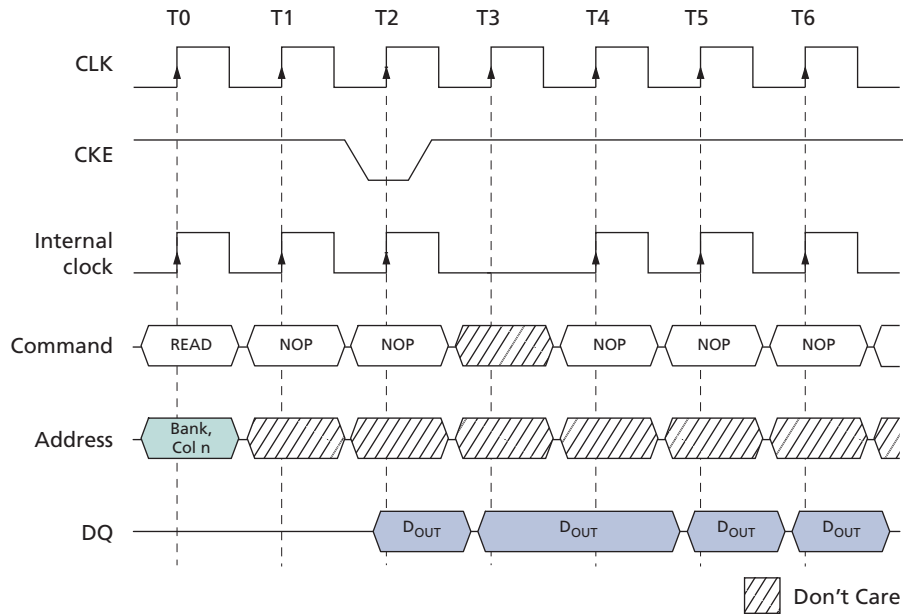 T0 T1 T2 T3 T4 T5 T6
CLK
CKE
Internal
clock
Command READ NOP NOP NOP NOP NOP
Address Bank,
Col n
DQ DOUT DOUT DOUT DOUT
Don't Care